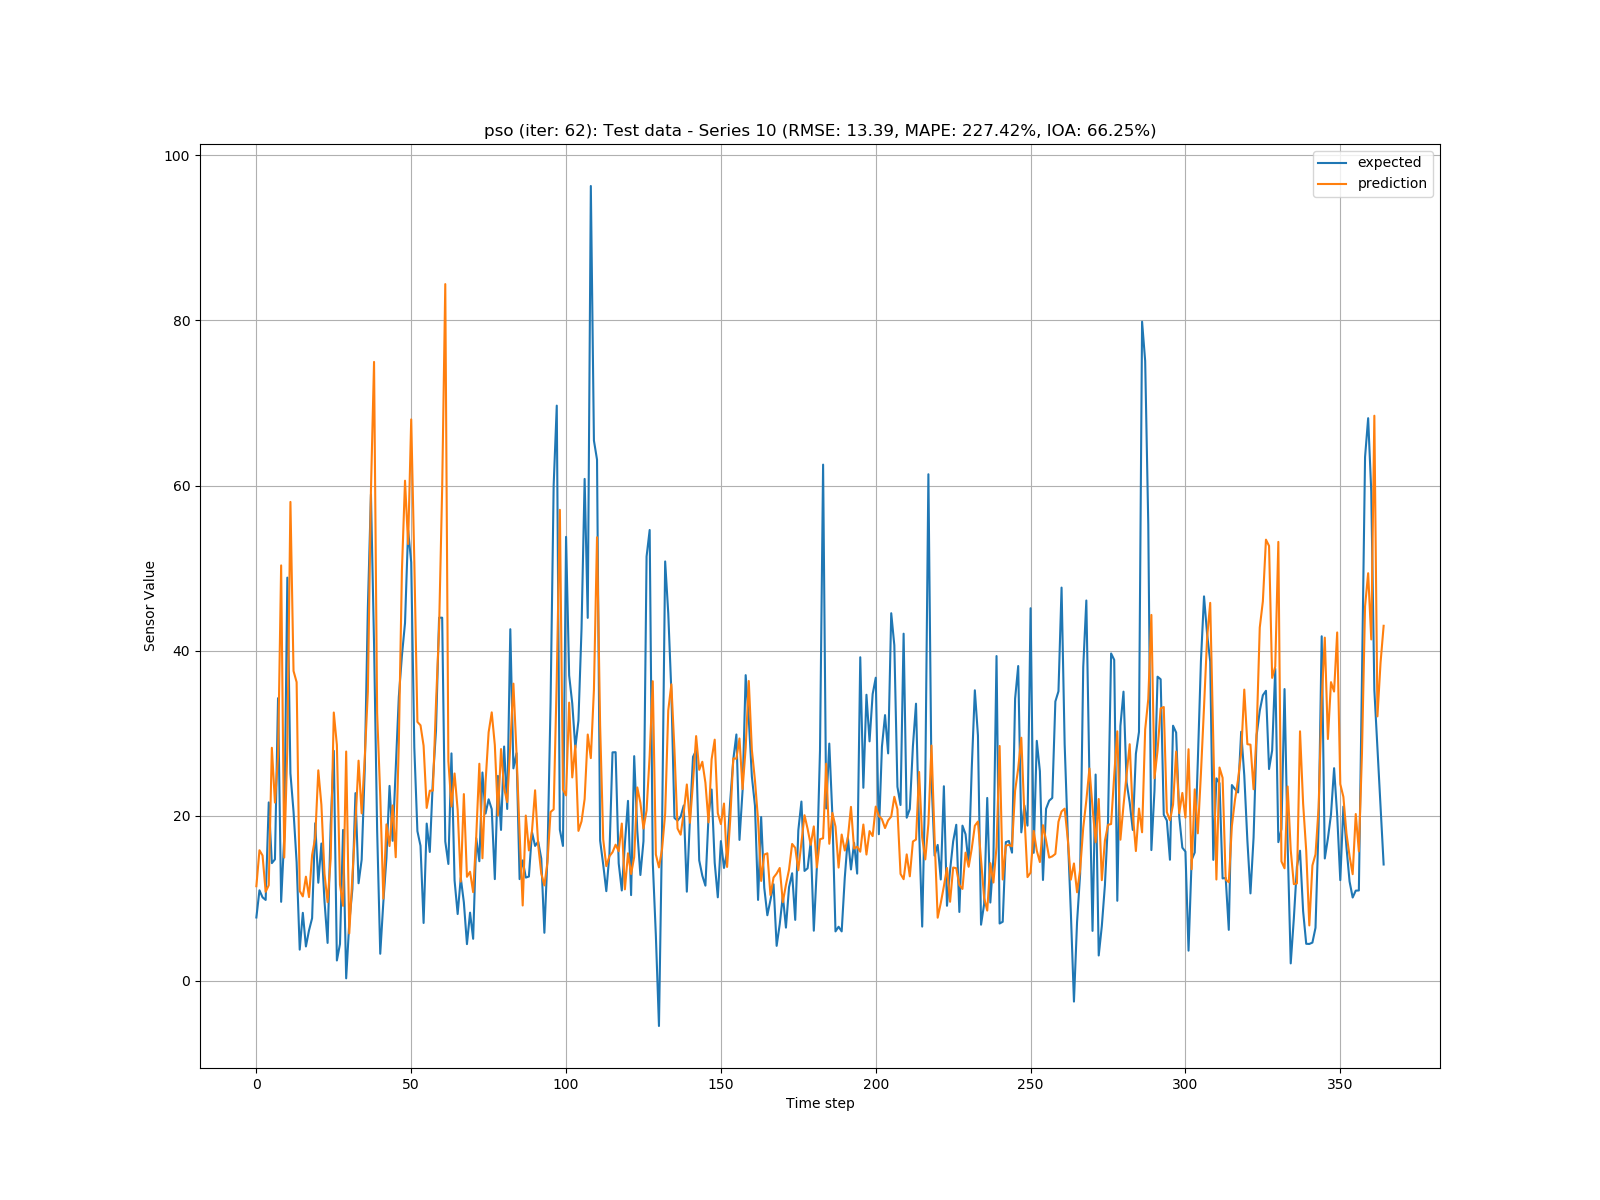 pso (iter: 62): Test data - Series 10 (RMSE: 13.39, MAPE: 227.42%, IOA: 66.25%)
expected
prediction
100
80
60
40
20
0
Sensor Value
0 50 100 150 200 250 300 350
Time step